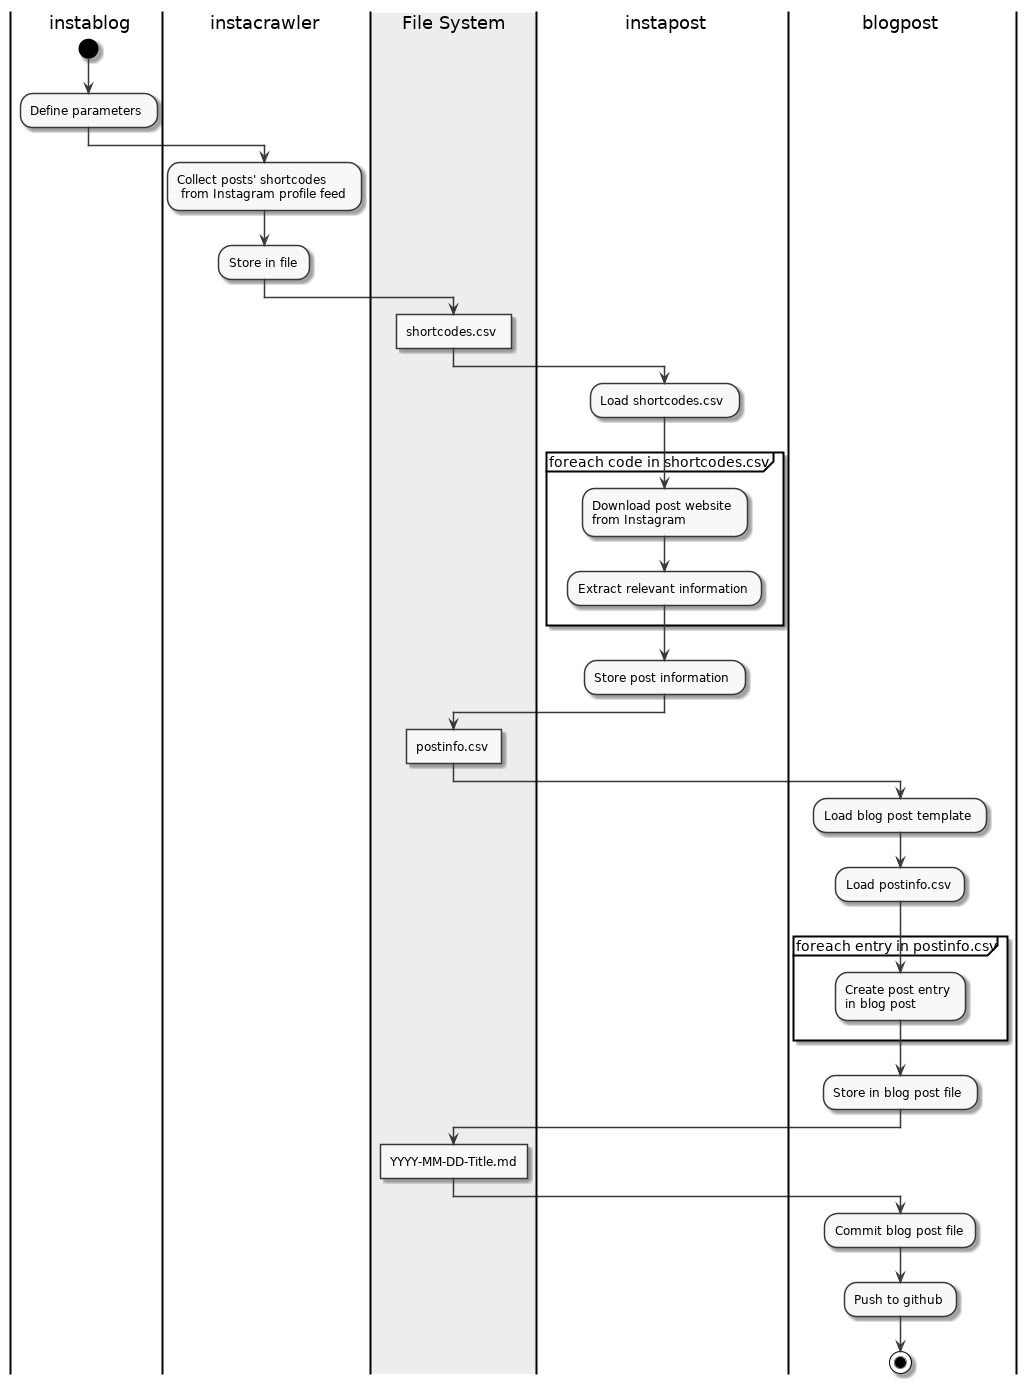 instablog
instacrawler
File System
instapost
blogpost
Define parameters
Collect posts' shortcodes
from Instagram profile feed
Store in file
shortcodes.csv
Load shortcodes.csv
foreach code in shortcodes.csv
Download post website
from Instagram
Extract relevant information
Store post information
postinfo.csv
Load blog post template
Load postinfo.csv
foreach entry in postinfo.csv
Create post entry
in blog post
Store in blog post file
YYYY-MM-DD-Title.md
Commit blog post file
Push to github